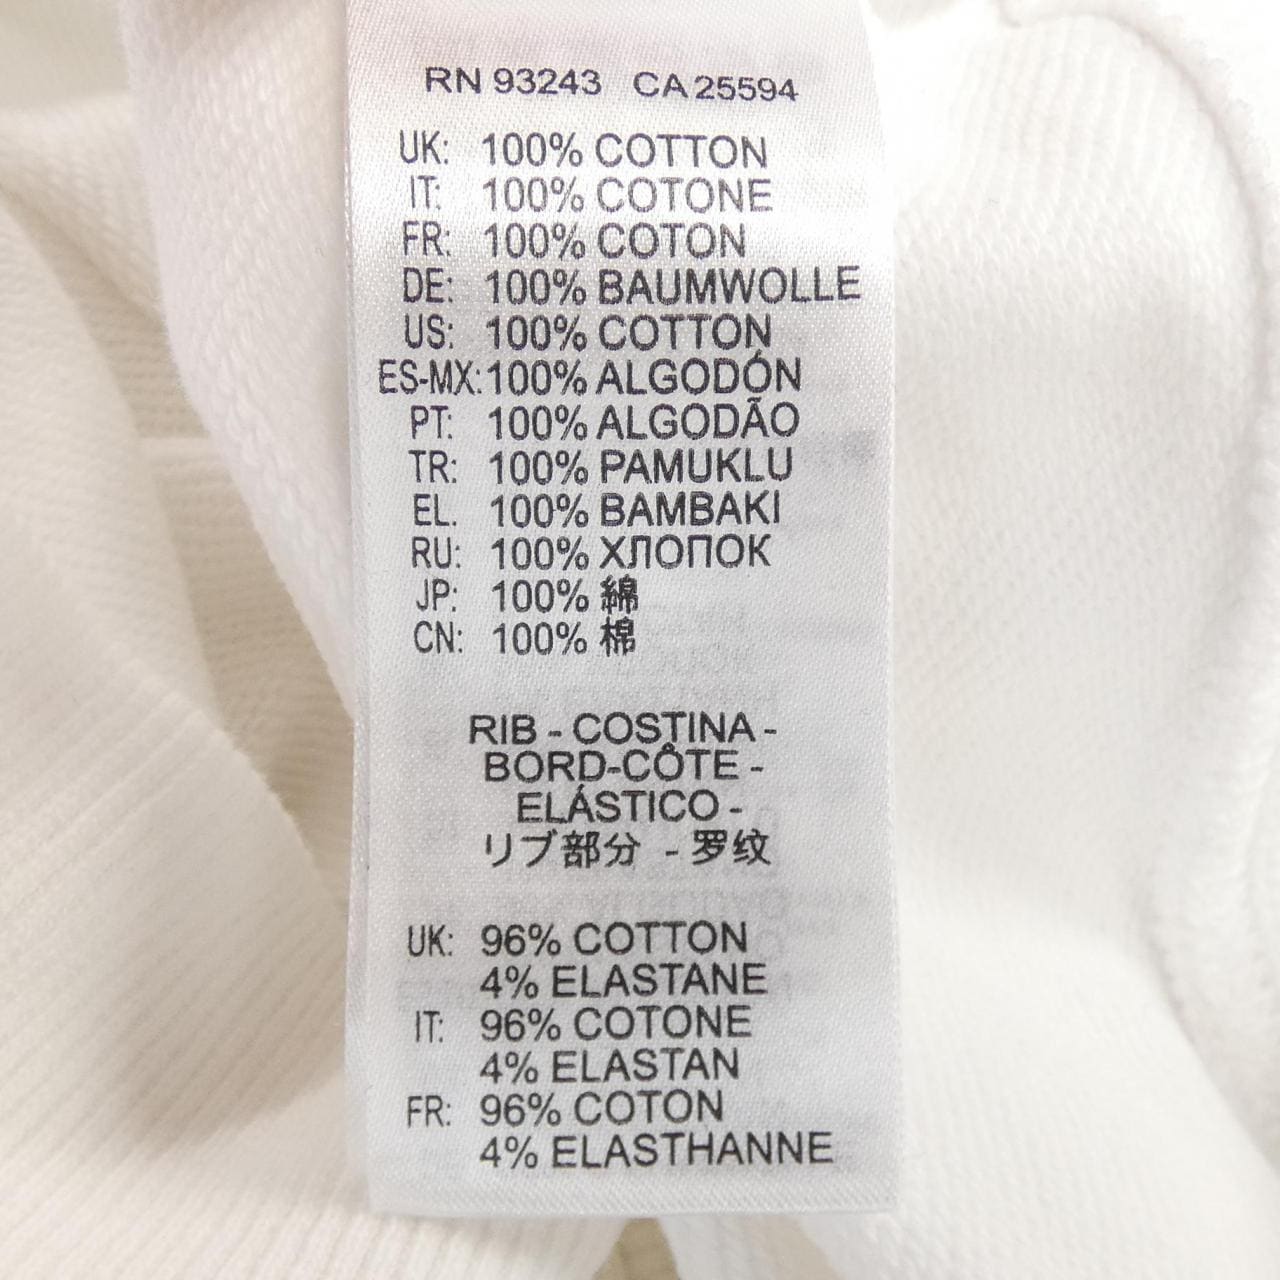 RN 93243 CA 25594
UK: 100% COTTON
IT: 100% COTONE
FR: 100% COTON
DE: 100% BAUMWOLLE
US: 100% COTTON
ES-MX: 100% ALGODÓN
PT: 100% ALGODÃO
TR: 100% PAMUKLU
EL. 100% BAMBAKI
RU: 100% ХЛОПОК
JP: 100% 綿
CN: 100% 棉
RIB - COSTINA -
BORD-CÔTE -
ELÁSTICO -
リブ部分 - 罗纹
UK: 96% COTTON
4% ELASTANE
IT: 96% COTONE
4% ELASTAN
FR: 96% COTON
4% ELASTHANNE